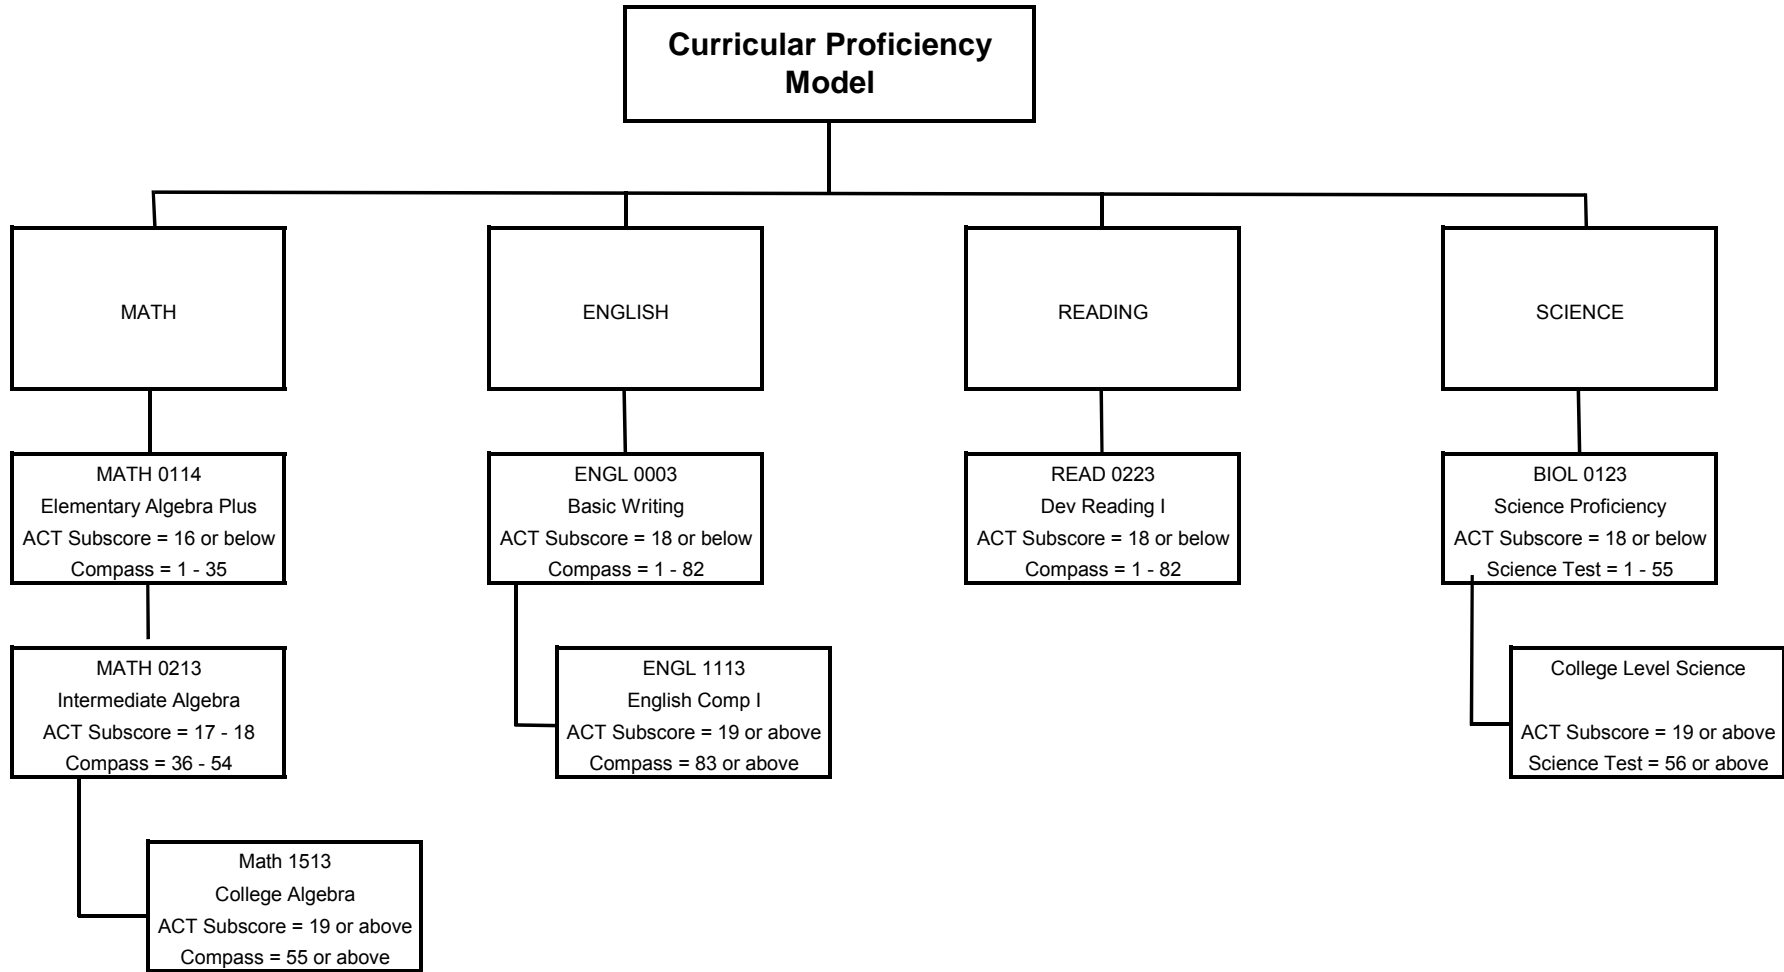 Curricular Proficiency
Model
MATH
ENGLISH
READING
SCIENCE
MATH 0114
Elementary Algebra Plus
ACT Subscore = 16 or below
Compass = 1 - 35
ENGL 0003
Basic Writing
ACT Subscore = 18 or below
Compass = 1 - 82
READ 0223
Dev Reading I
ACT Subscore = 18 or below
Compass = 1 - 82
BIOL 0123
Science Proficiency
ACT Subscore = 18 or below
Science Test = 1 - 55
MATH 0213
Intermediate Algebra
ACT Subscore = 17 - 18
Compass = 36 - 54
ENGL 1113
English Comp I
ACT Subscore = 19 or above
Compass = 83 or above
College Level Science
ACT Subscore = 19 or above
Science Test = 56 or above
Math 1513
College Algebra
ACT Subscore = 19 or above
Compass = 55 or above